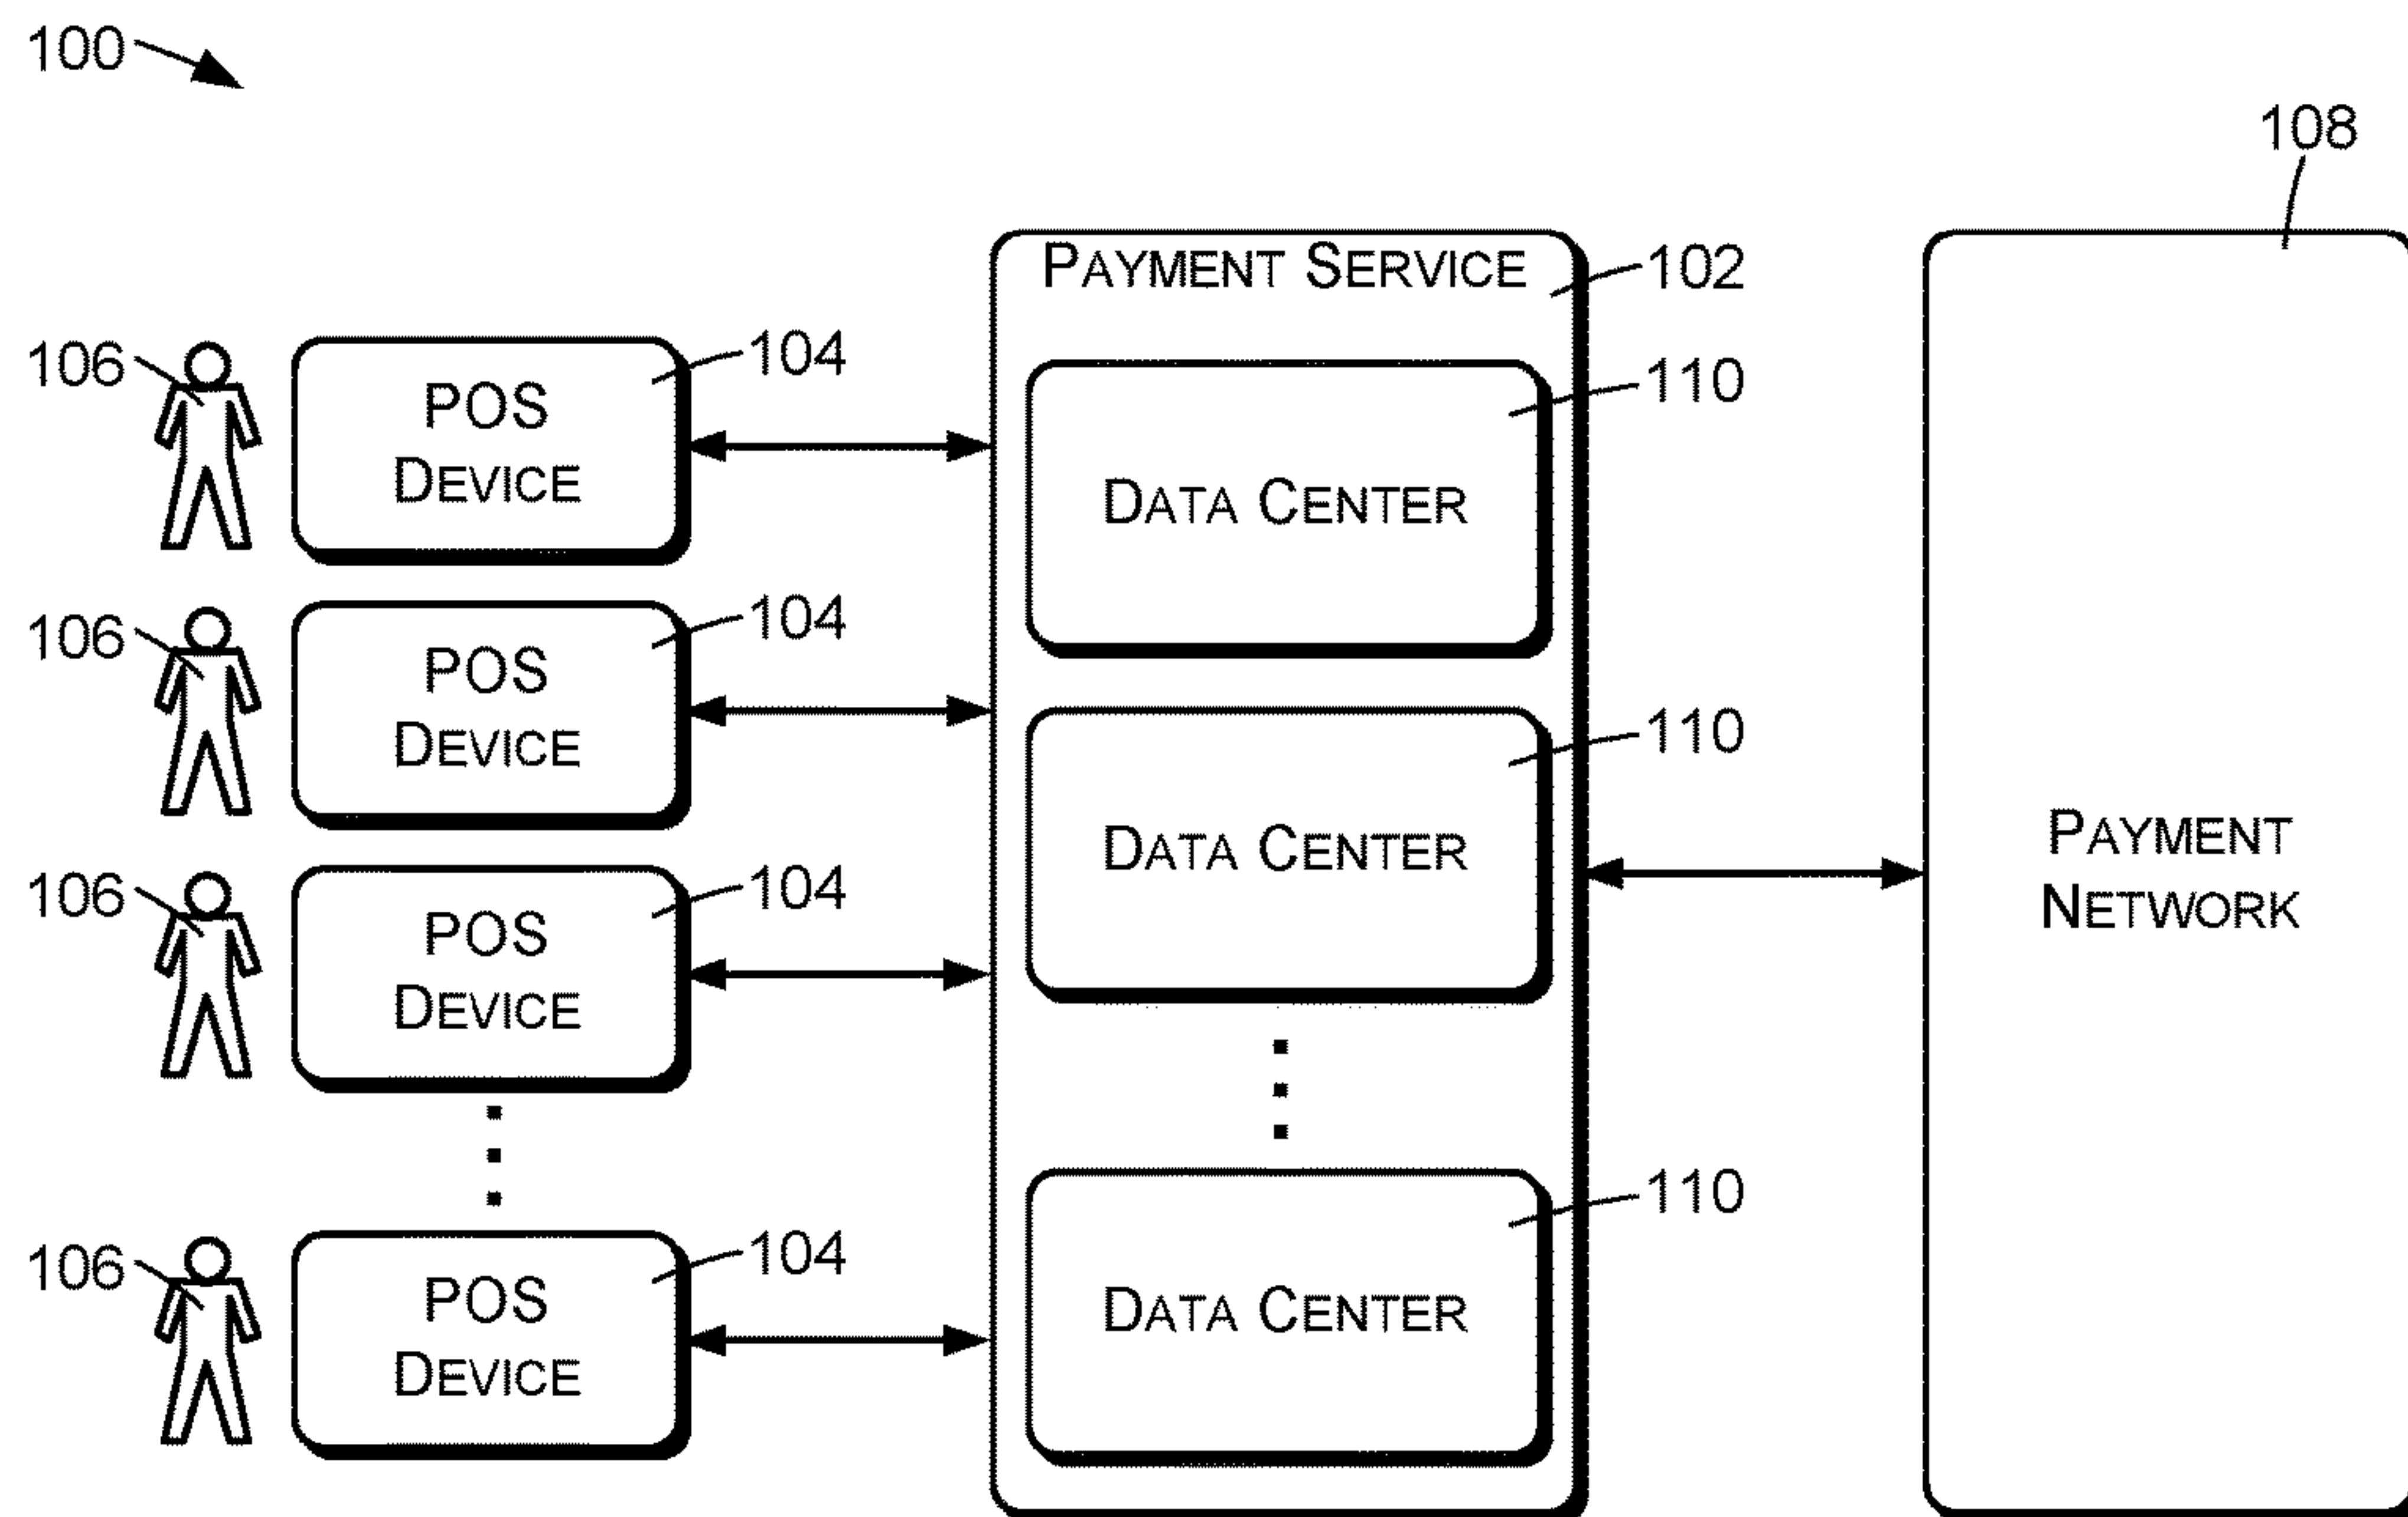 100
108
PAYMENT SERVICE
102
106
POS
DEVICE
104
DATA CENTER
110
106
POS
DEVICE
104
DATA CENTER
110
106
POS
DEVICE
104
PAYMENT
NETWORK
106
POS
DEVICE
104
DATA CENTER
110